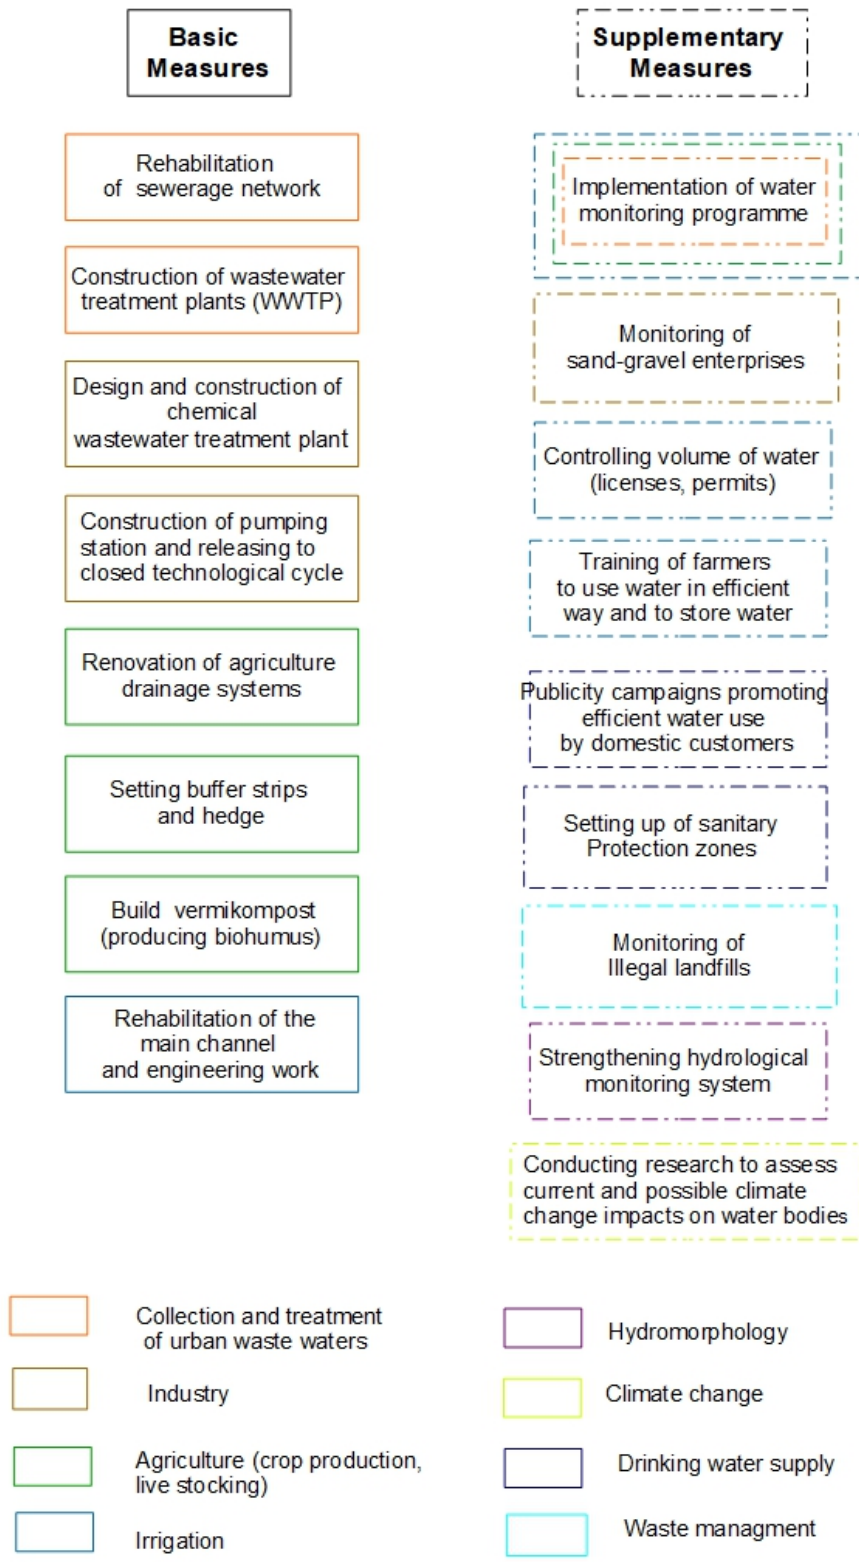 Basic
Measures
Rehabilitation
of sewerage network
Construction of wastewater
treatment plants (WWTP)
Design and construction of
chemical
wastewater treatment plant
Construction of pumping
station and releasing to
closed technological cycle
Renovation of agriculture
drainage systems
Setting buffer strips
and hedge
Build vermikompost
(producing biohumus)
Rehabilitation of the
main channel
and engineering work
Supplementary
Measures
Implementation of water
monitoring programme
Monitoring of
sand-gravel enterprises
Controlling volume of water
(licenses, permits)
Training of farmers
to use water in efficient
way and to store water
Publicity campaigns promoting
efficient water use
by domestic customers
Setting up of sanitary
Protection zones
Monitoring of
Illegal landfills
Strengthening hydrological
monitoring system
Conducting research to assess
current and possible climate
change impacts on water bodies
Collection and treatment
of urban waste waters
Industry
Agriculture (crop production,
live stocking)
Irrigation
Hydromorphology
Climate change
Drinking water supply
Waste managment